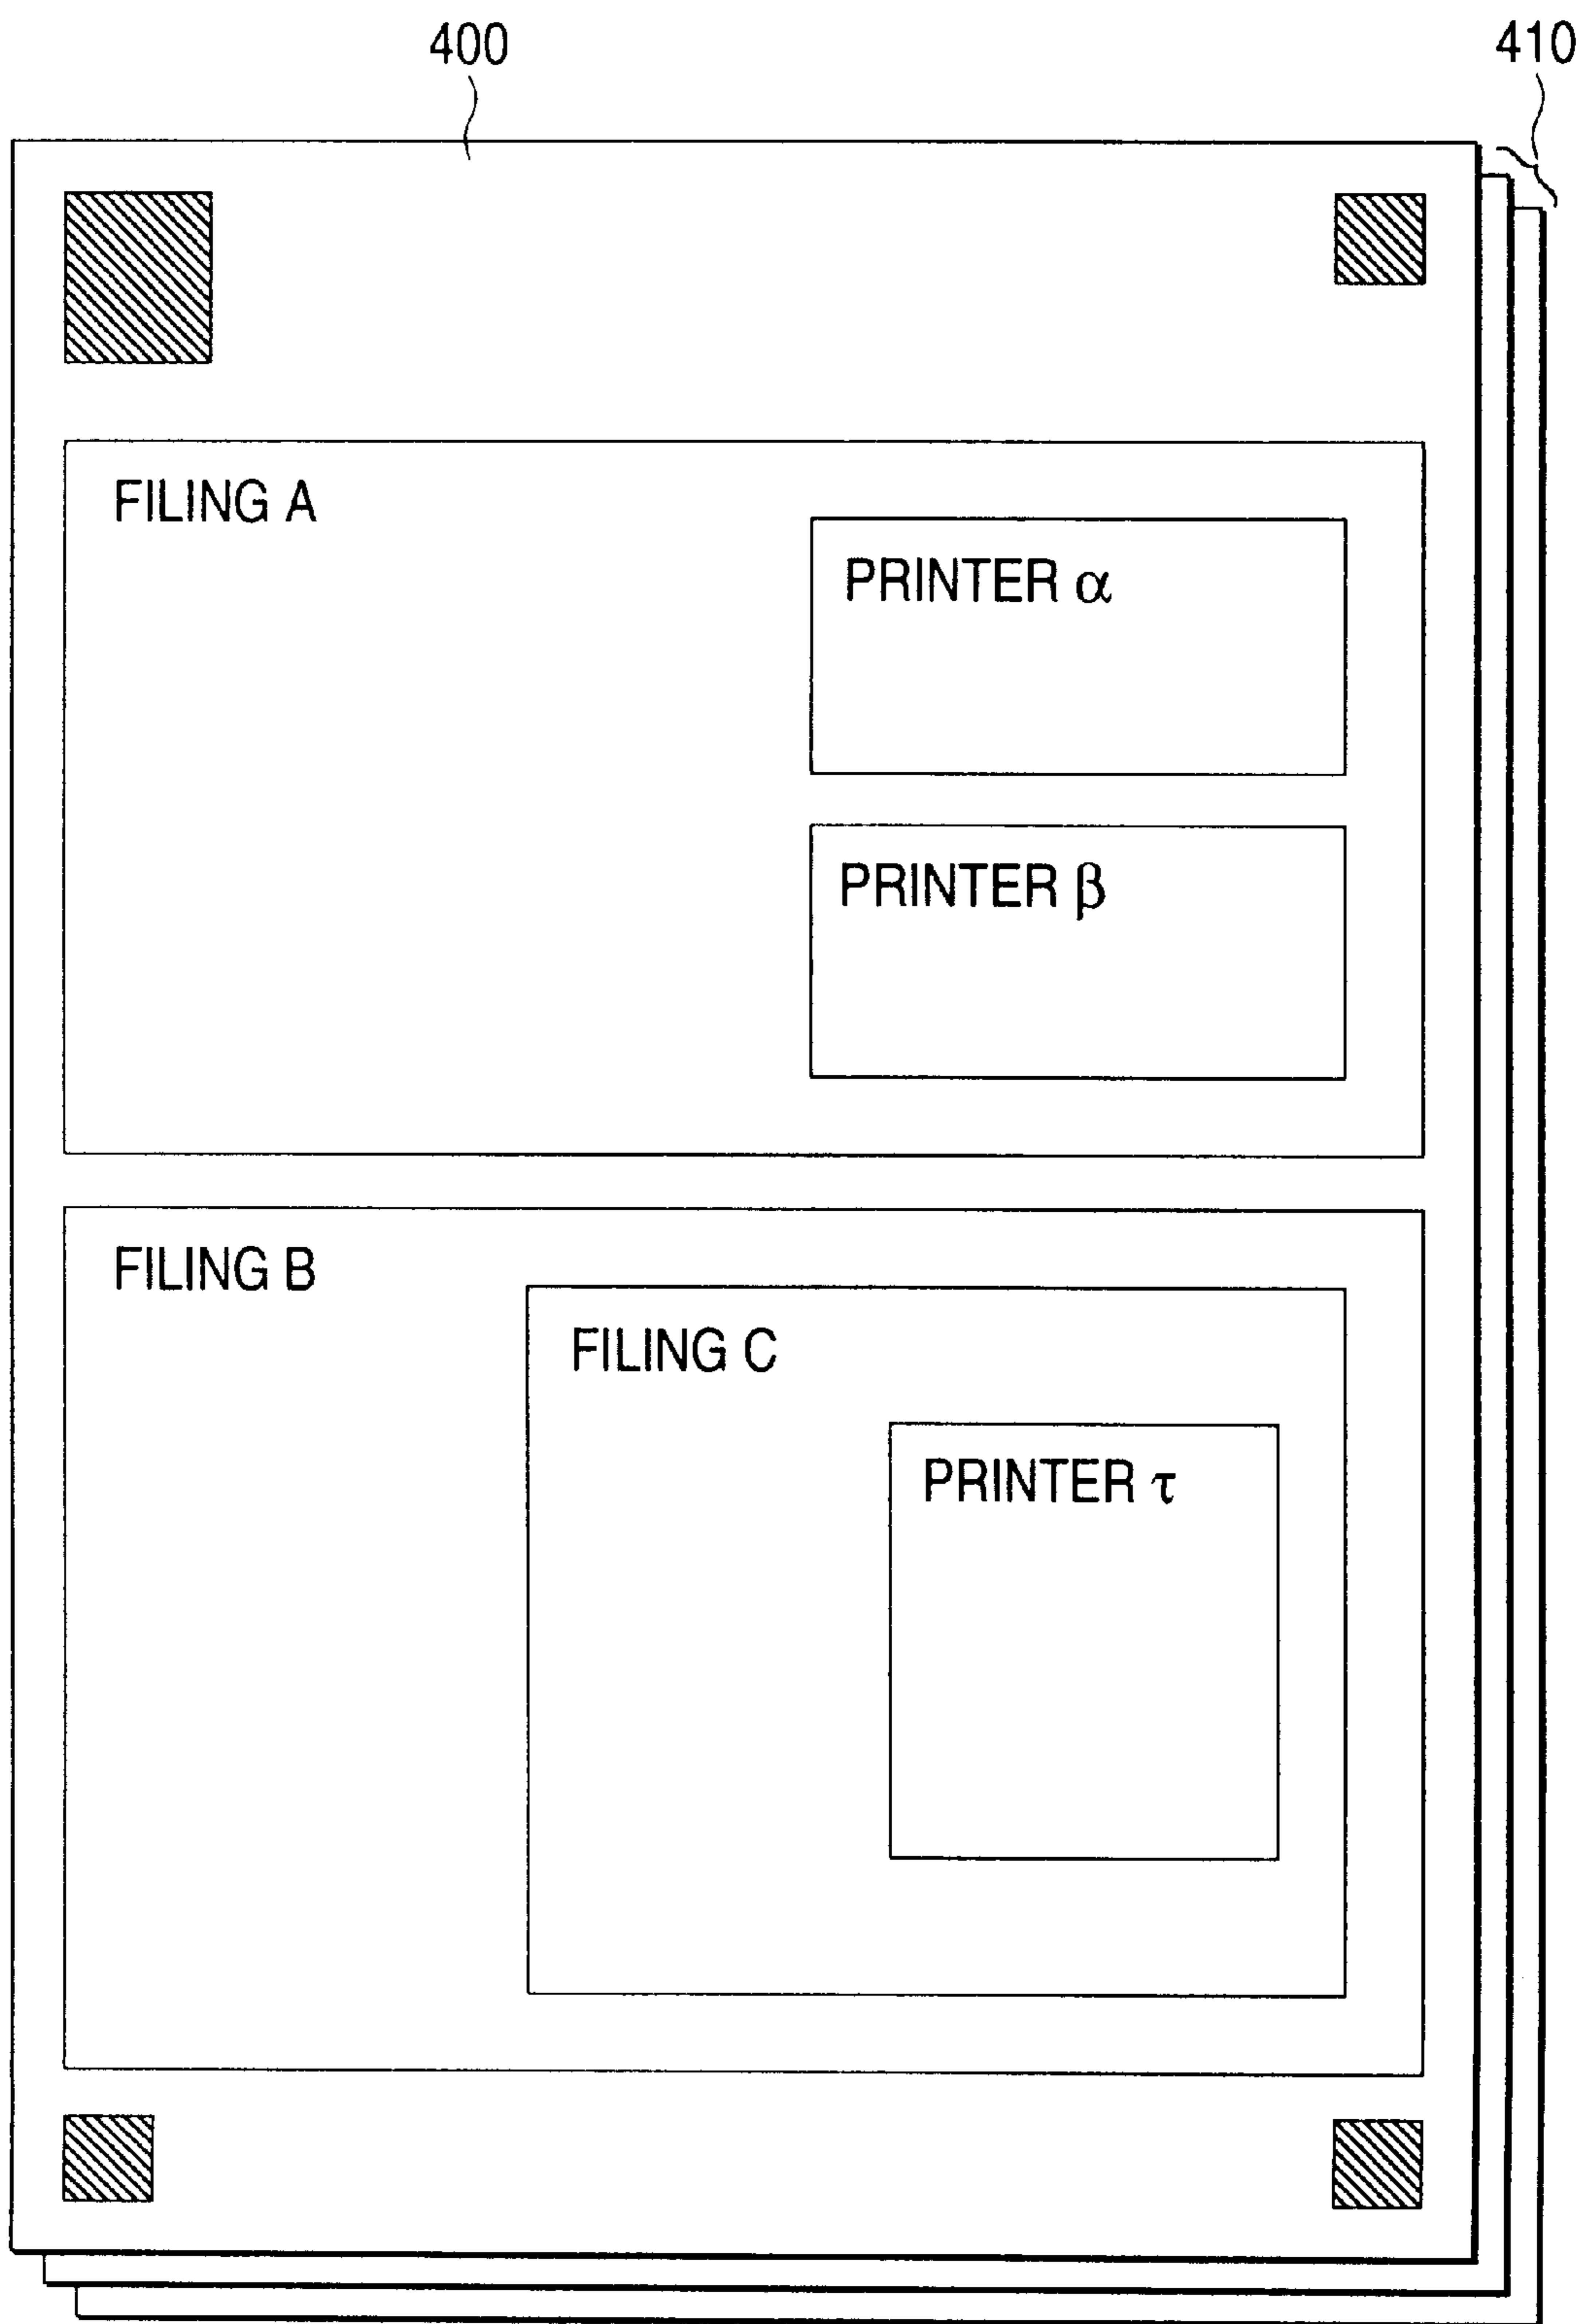 400
410
FILING A
PRINTER α
PRINTER β
FILING B
FILING C
PRINTER τ